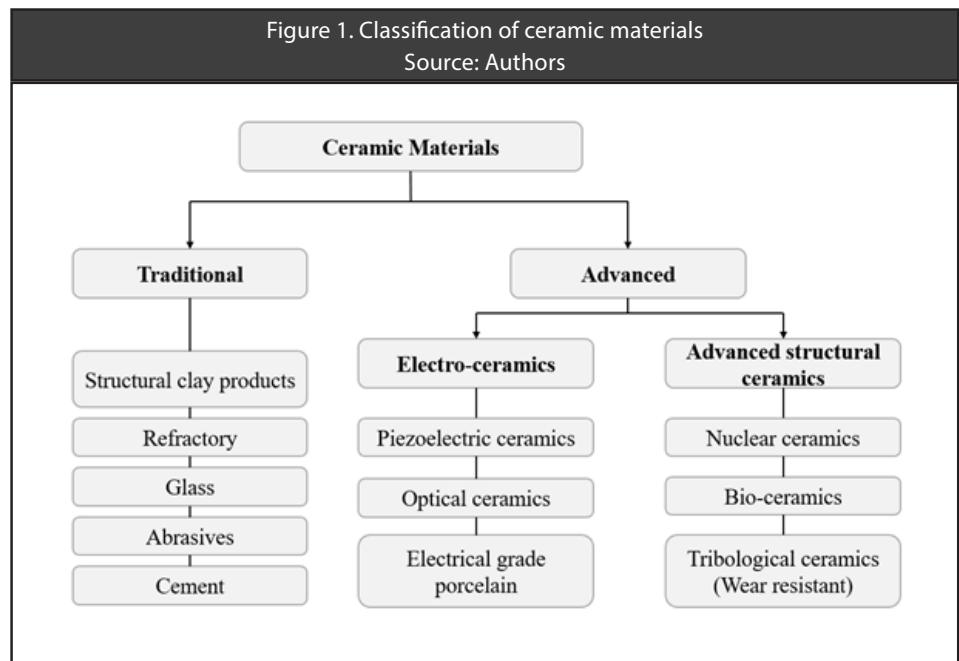 Figure 1. Classification of ceramic materials
Source: Authors
Ceramic Materials
Traditional
Advanced
Structural clay products
Refractory
Glass
Abrasives
Cement
Electro-ceramics
Piezoelectric ceramics
Optical ceramics
Electrical grade
porcelain
Advanced structural
ceramics
Nuclear ceramics
Bio-ceramics
Tribological ceramics
(Wear resistant)